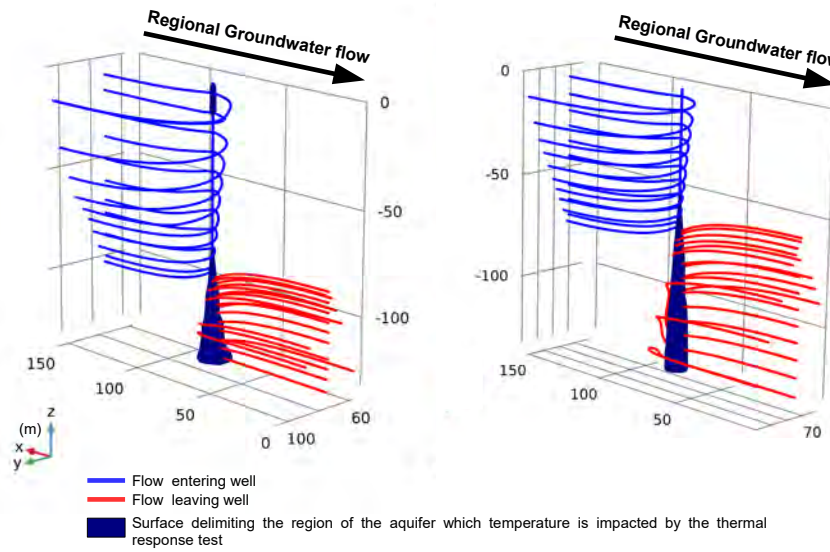 Regional Groundwater flow
Regional Groundwater flow
0
-50
-100
150
100
50
0
100
60
0
-50
-100
150
100
50
70
(m)
z
x
y
Flow entering well
Flow leaving well
Surface delimiting the region of the aquifer which temperature is impacted by the thermal
response test